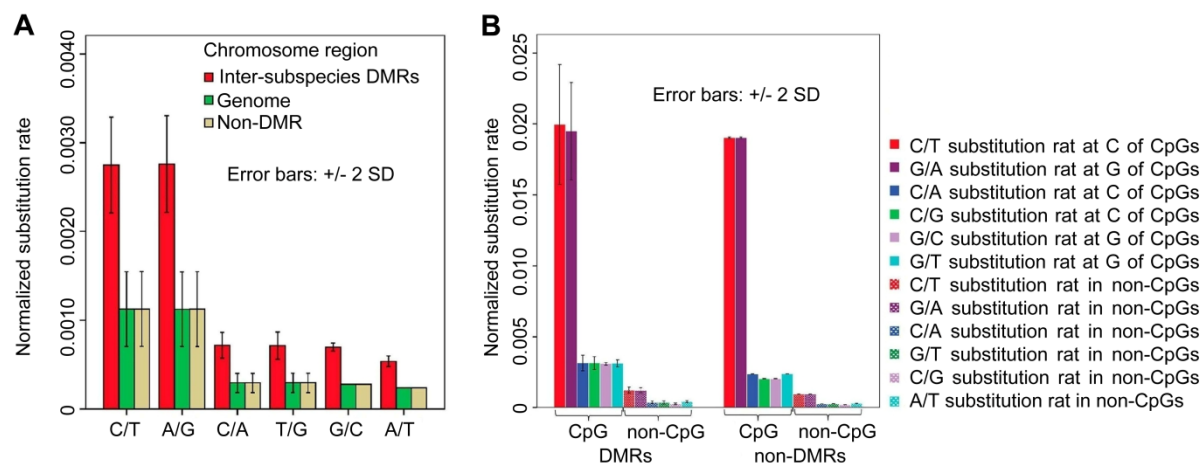 A
Normalized substitution rate
0.0040
0.0030
0.0020
0.0010
0
Chromosome region
Inter-subspecies DMRs
Genome
Non-DMR
Error bars: +/- 2 SD
C/T A/G C/A T/G G/C A/T
B
Normalized substitution rate
0.025
0.020
0.015
0.010
0.005
0.000
Error bars: +/- 2 SD
CpG non-CpG CpG non-CpG
DMRs non-DMRs
C/T substitution rat at C of CpGs
G/A substitution rat at G of CpGs
C/A substitution rat at C of CpGs
C/G substitution rat at C of CpGs
G/C substitution rat at G of CpGs
G/T substitution rat at G of CpGs
C/T substitution rat in non-CpGs
G/A substitution rat in non-CpGs
C/A substitution rat in non-CpGs
G/T substitution rat in non-CpGs
C/G substitution rat in non-CpGs
A/T substitution rat in non-CpGs